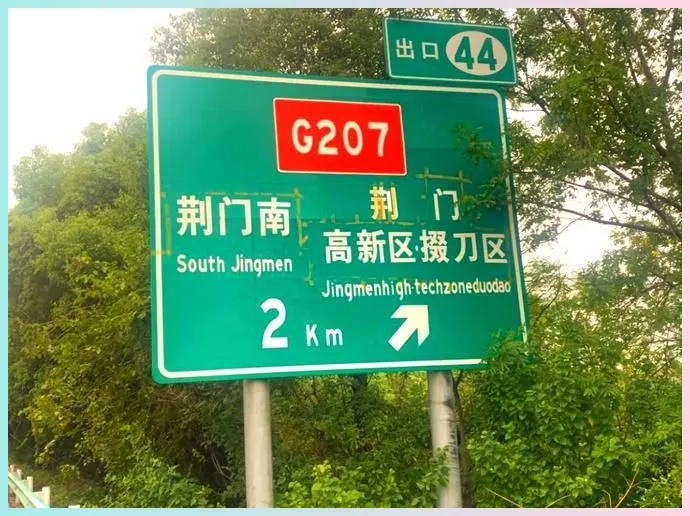 出口 44
G207
荆门南
South Jingmen
荆 门
高新区·掇刀区
Jingmenhigh-techzoneduodao
2 Km